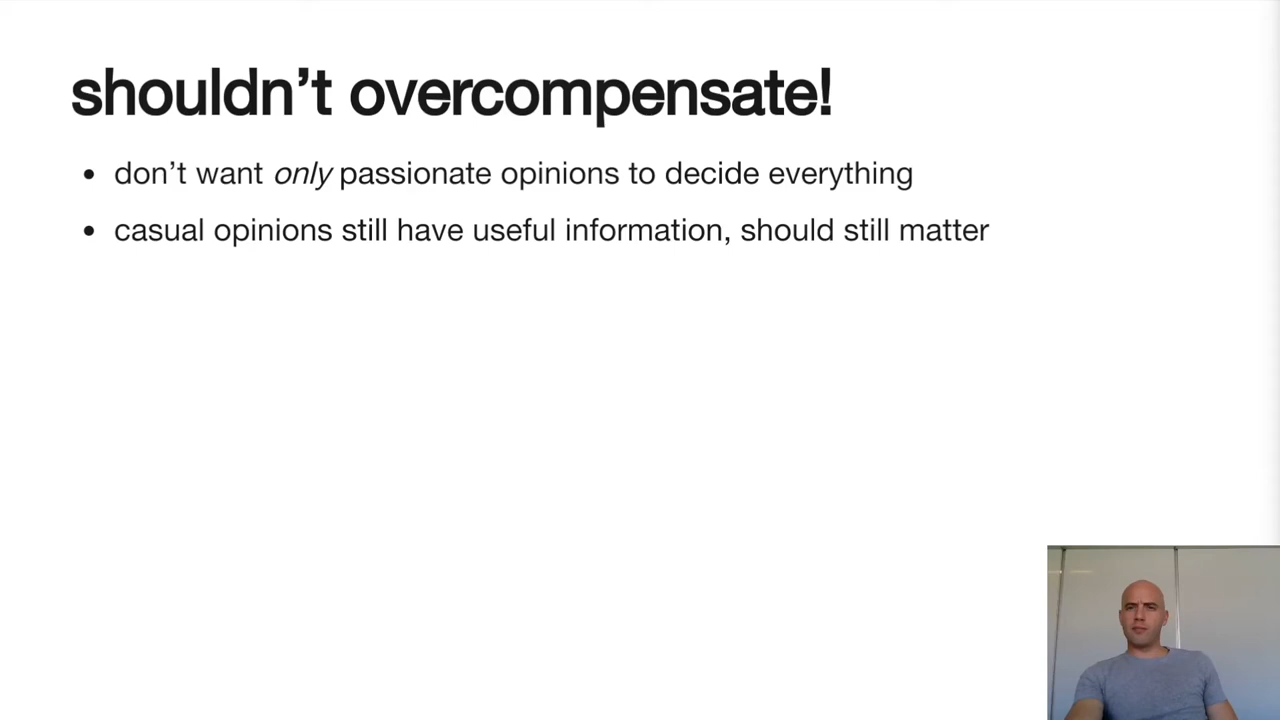 shouldn’t overcompensate!
• don’t want only passionate opinions to decide everything
• casual opinions still have useful information, should still matter